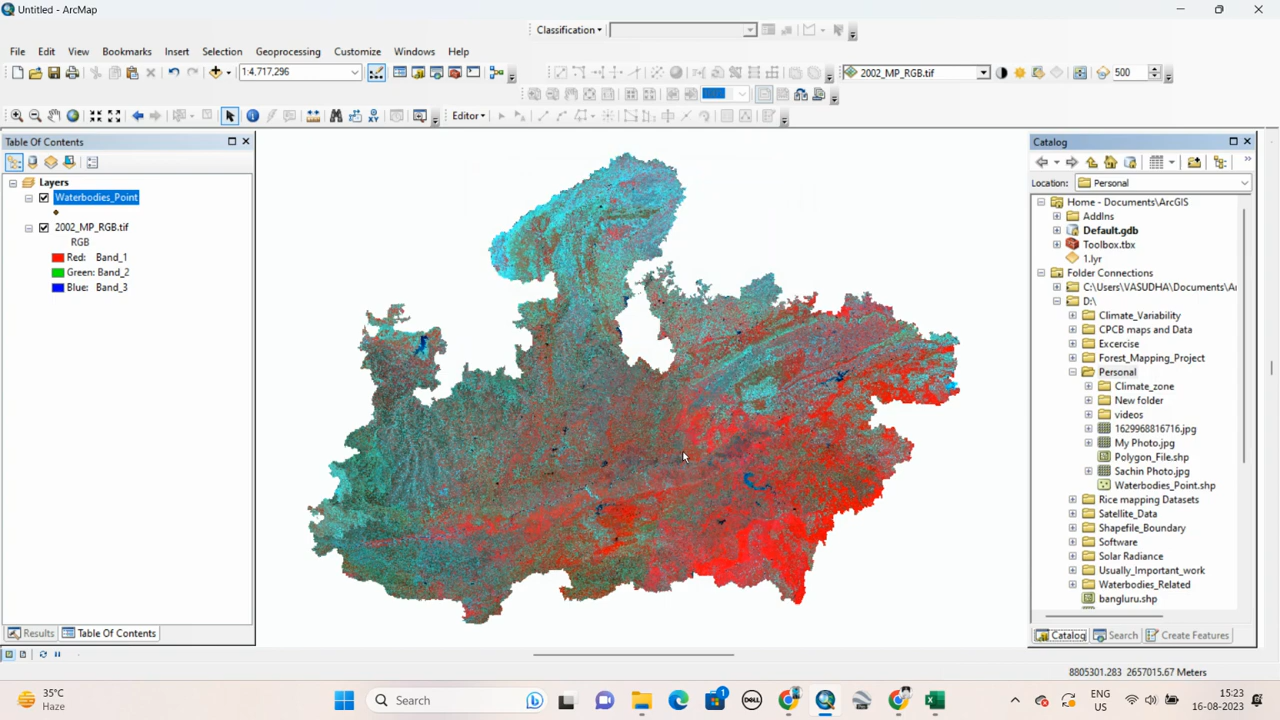 Untitled - ArcMap
Classification
File Edit View Bookmarks Insert Selection Geoprocessing Customize Windows Help
1:4,717,296
2002_MP_RGB.tif
500
Editor
Table Of Contents
Layers
Waterbodies_Point
2002_MP_RGB.tif
RGB
Red: Band_1
Green: Band_2
Blue: Band_3
Results Table Of Contents
Catalog
Location: Personal
Home - Documents\ArcGIS
AddIns
Default.gdb
Toolbox.tbx
1.lyr
Folder Connections
C:\Users\VASUDHA\Documents\Ar
D:\
Climate_Variability
CPCB maps and Data
Excercise
Forest_Mapping_Project
Personal
Climate_zone
New folder
videos
1629968816716.jpg
My Photo.jpg
Polygon_File.shp
Sachin Photo.jpg
Waterbodies_Point.shp
Rice mapping Datasets
Satellite_Data
Shapefile_Boundary
Software
Solar Radiance
Usually_Important_work
Waterbodies_Related
bangluru.shp
Catalog Search Create Features
8805301.283 2657015.67 Meters
35°C
Haze
Search
DELL
1
ENG
US
15:23
16-08-2023